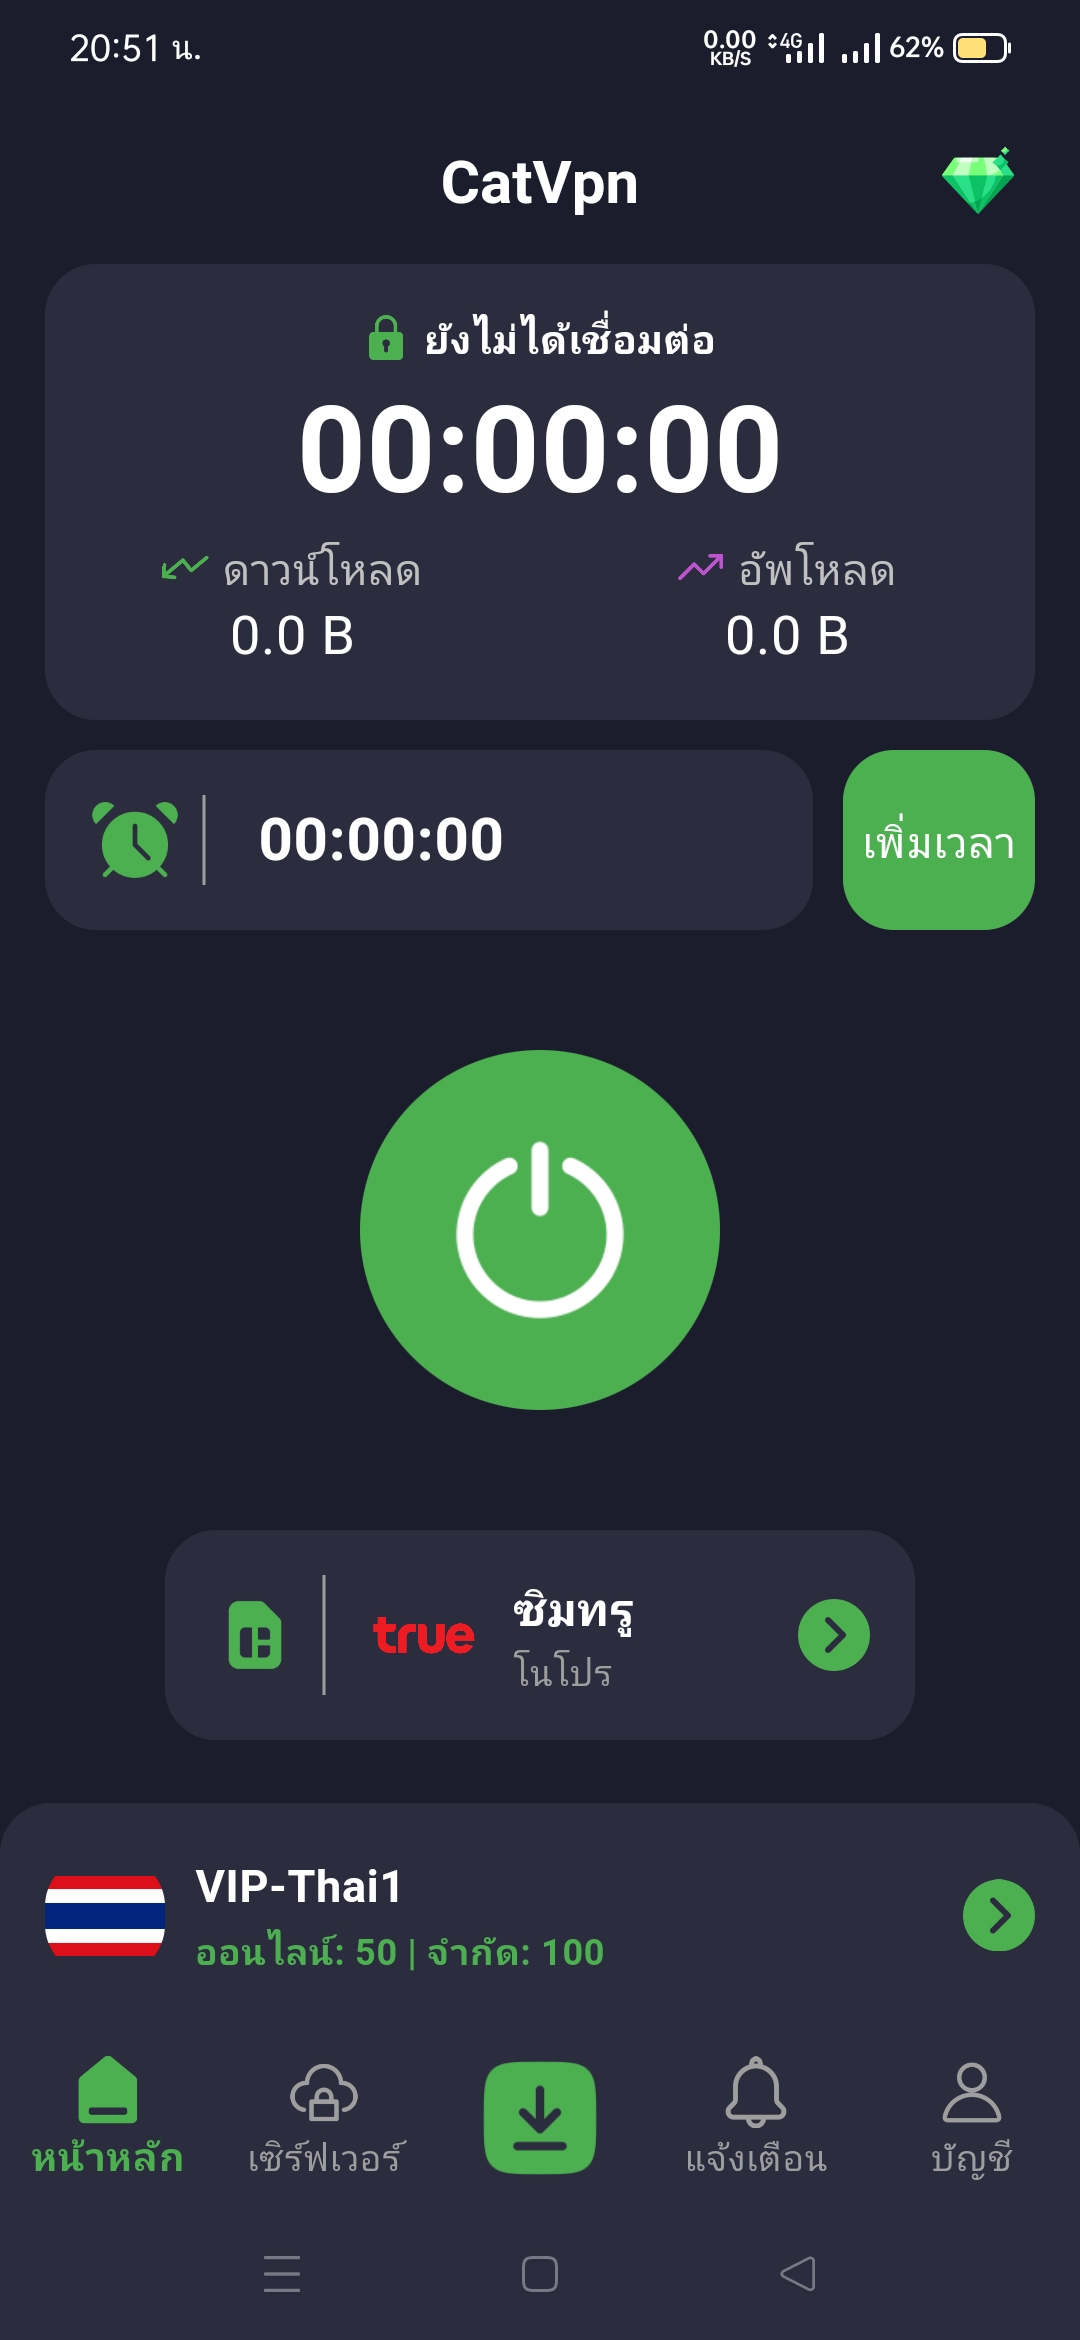 20:51 น.
0.00
KB/S
4G
62%
CatVpn
ยังไม่ได้เชื่อมต่อ
00:00:00
ดาวน์โหลด
อัพโหลด
0.0 B
0.0 B
00:00:00
เพิ่มเวลา
true
ซิมทรู
โนโปร
VIP-Thai1
ออนไลน์: 50 | จำกัด: 100
หน้าหลัก
เซิร์ฟเวอร์
แจ้งเตือน
บัญชี